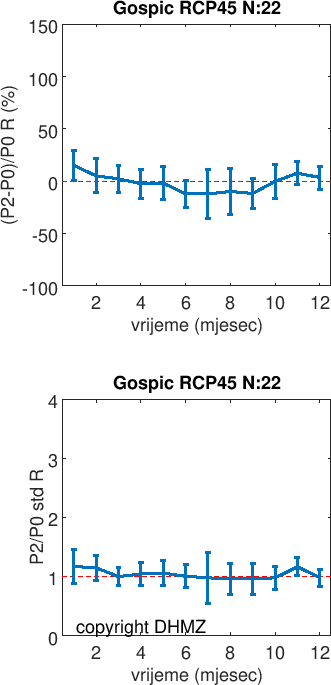 Gospic RCP45 N:22
150
100
50
0
-50
-100
(P2-P0)/P0 R (%)
2 4 6 8 10 12
vrijeme (mjesec)
Gospic RCP45 N:22
4
3
2
1
0
P2/P0 std R
copyright DHMZ
2 4 6 8 10 12
vrijeme (mjesec)